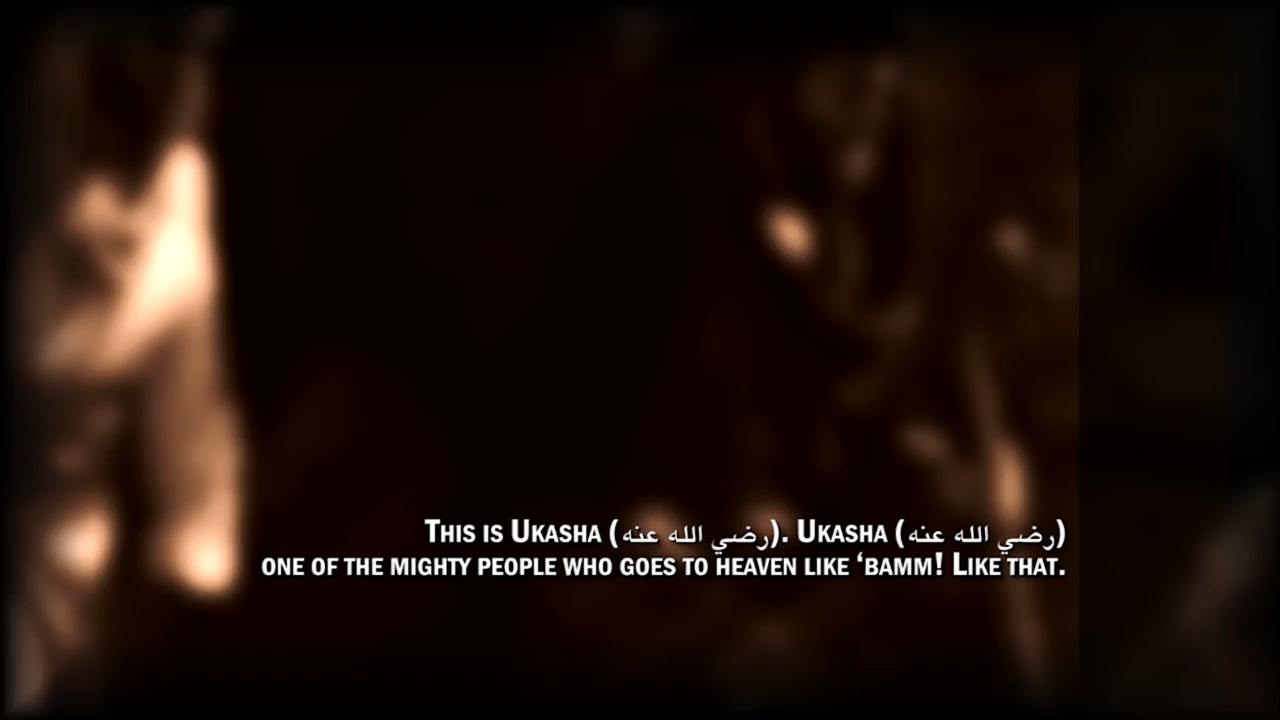 THIS IS UKASHA (رضي الله عنه). UKASHA (رضي الله عنه)
ONE OF THE MIGHTY PEOPLE WHO GOES TO HEAVEN LIKE ‘BAMM! LIKE THAT.